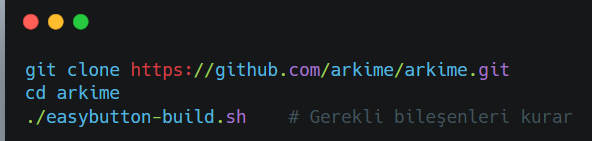 git clone https://github.com/arkime/arkime.git
cd arkime
./easybutton-build.sh    # Gerekli bileşenleri kurar